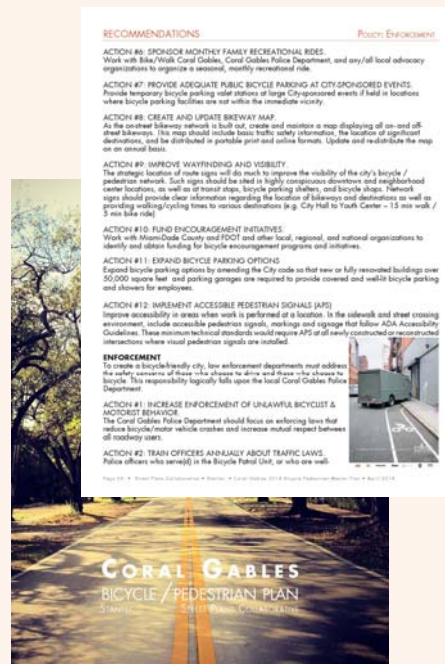 RECOMMENDATIONS
POLICY: ENFORCEMENT
ACTION #6: SPONSOR MONTHLY FAMILY RECREATIONAL RIDES.
Work with Bike/Walk Coral Gables, Coral Gables Police Department, and any/all local advocacy
organizations to organize a seasonal, monthly recreational ride.
ACTION #7: PROVIDE ADEQUATE PUBLIC BICYCLE PARKING AT CITY-SPONSORED EVENTS.
Provide temporary bicycle parking valet stations at large City-sponsored events if held in locations
where bicycle parking facilities are not within the immediate vicinity.
ACTION #8: CREATE AND UPDATE BIKEWAY MAP.
As the on-street bikeway network is built out, create and maintain a map displaying all on- and off-
street bikeways. This map should include basic traffic safety information, the location of significant
destinations, and be distributed in portable print and online formats. Update and re-distribute the map
on an annual basis.
ACTION #9: IMPROVE WAYFINDING AND VISIBILITY.
The strategic location of route signs will do much to improve the visibility of the city's bicycle /
pedestrian network. Such signs should be sited in highly conspicuous downtown and neighborhood
center locations, as well as at transit stops, bicycle parking shelters, and bicycle shops. Network
signs should provide clear information regarding the location of bikeways and destinations as well as
providing walking/cycling times to various destinations (e.g. City Hall to Youth Center – 15 min walk /
5 min bike ride)
ACTION #10: FUND ENCOURAGEMENT INITIATIVES.
Work with Miami-Dade County and FDOT and other local, regional, and national organizations to
identify and obtain funding for bicycle encouragement programs and initiatives.
ACTION #11: EXPAND BICYCLE PARKING OPTIONS
Expand bicycle parking options by amending the City code so that new or fully renovated buildings over
50,000 square feet and parking garages are required to provide covered and well-lit bicycle parking
and showers for employees.
ACTION #12: IMPLEMENT ACCESSIBLE PEDESTRIAN SIGNALS (APS)
Improve accessibility in areas when work is performed at a location. In the sidewalk and street crossing
environment, include accessible pedestrian signals, markings and signage that follow ADA Accessibility
Guidelines. These minimum technical standards would require APS at all newly constructed or reconstructed
intersections where visual pedestrian signals are installed.
ENFORCEMENT
To create a bicycle-friendly city, law enforcement departments must address
the safety concerns of those who choose to drive and those who choose to
bicycle. This responsibility logically falls upon the local Coral Gables Police
Department.
ACTION #1: INCREASE ENFORCEMENT OF UNLAWFUL BICYCLIST &
MOTORIST BEHAVIOR.
The Coral Gables Police Department should focus on enforcing laws that
reduce bicycle/motor vehicle crashes and increase mutual respect between
all roadway users.
ACTION #2: TRAIN OFFICERS ANNUALLY ABOUT TRAFFIC LAWS.
Police officers who serve(d) in the Bicycle Patrol Unit, or who are well-
Street Plans Collaborative • Stantec • Coral Gables 2014 Bicycle Pedestrian Master Plan • April 2014
CORAL GABLES
BICYCLE/PEDESTRIAN PLAN
STANTEC STREET PLANS COLLABORATIVE